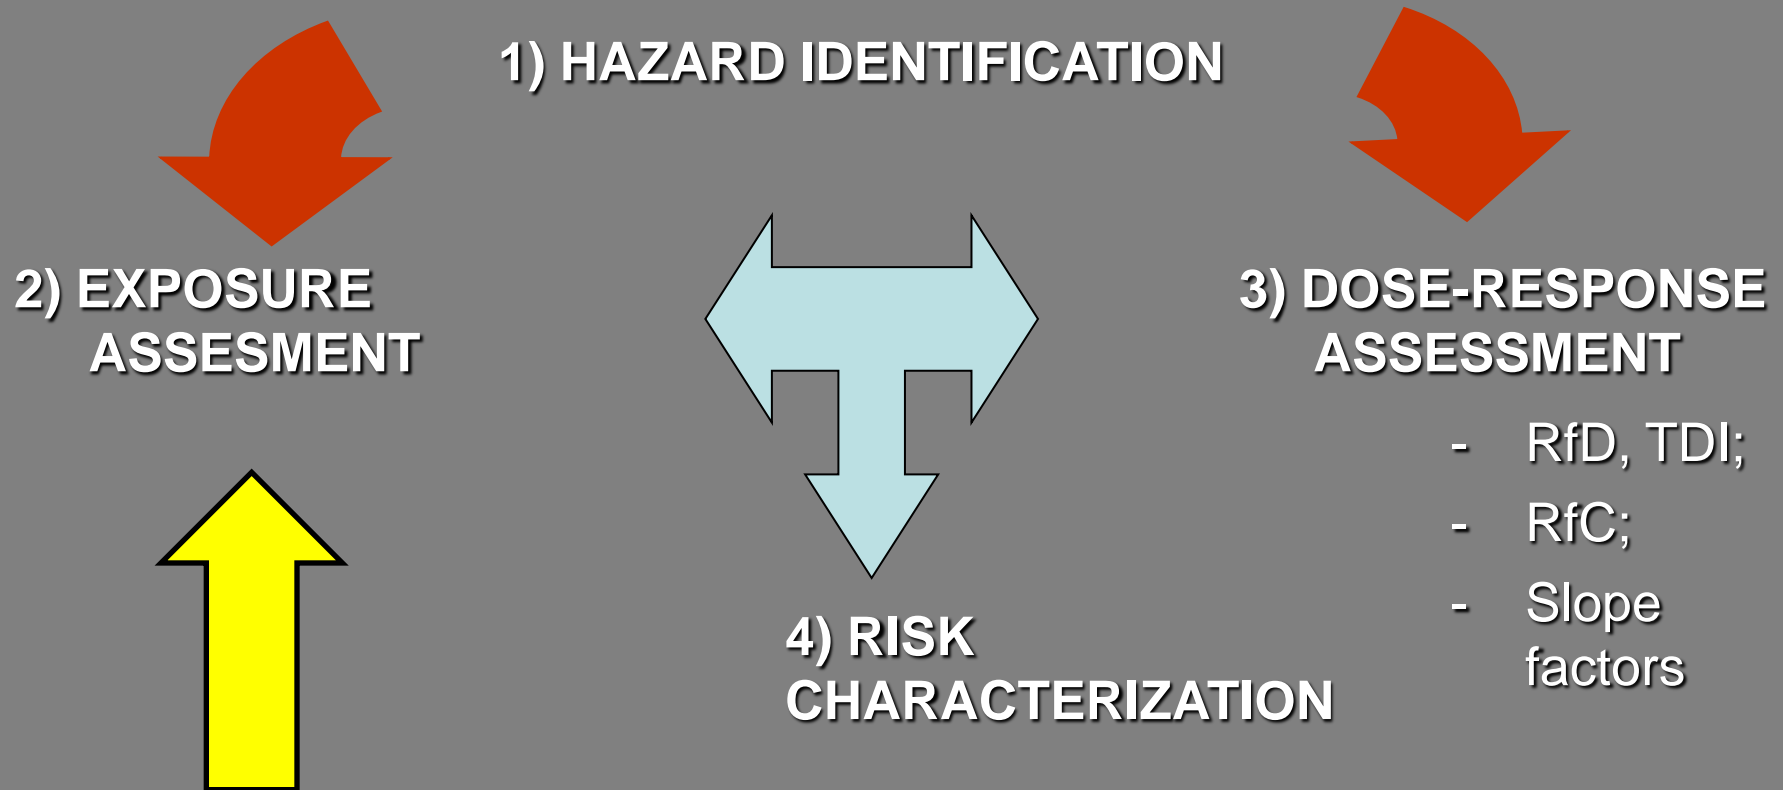 1) HAZARD IDENTIFICATION
2) EXPOSURE
ASSESMENT
3) DOSE-RESPONSE
ASSESSMENT
- RfD, TDI;
- RfC;
- Slope
factors
4) RISK
CHARACTERIZATION